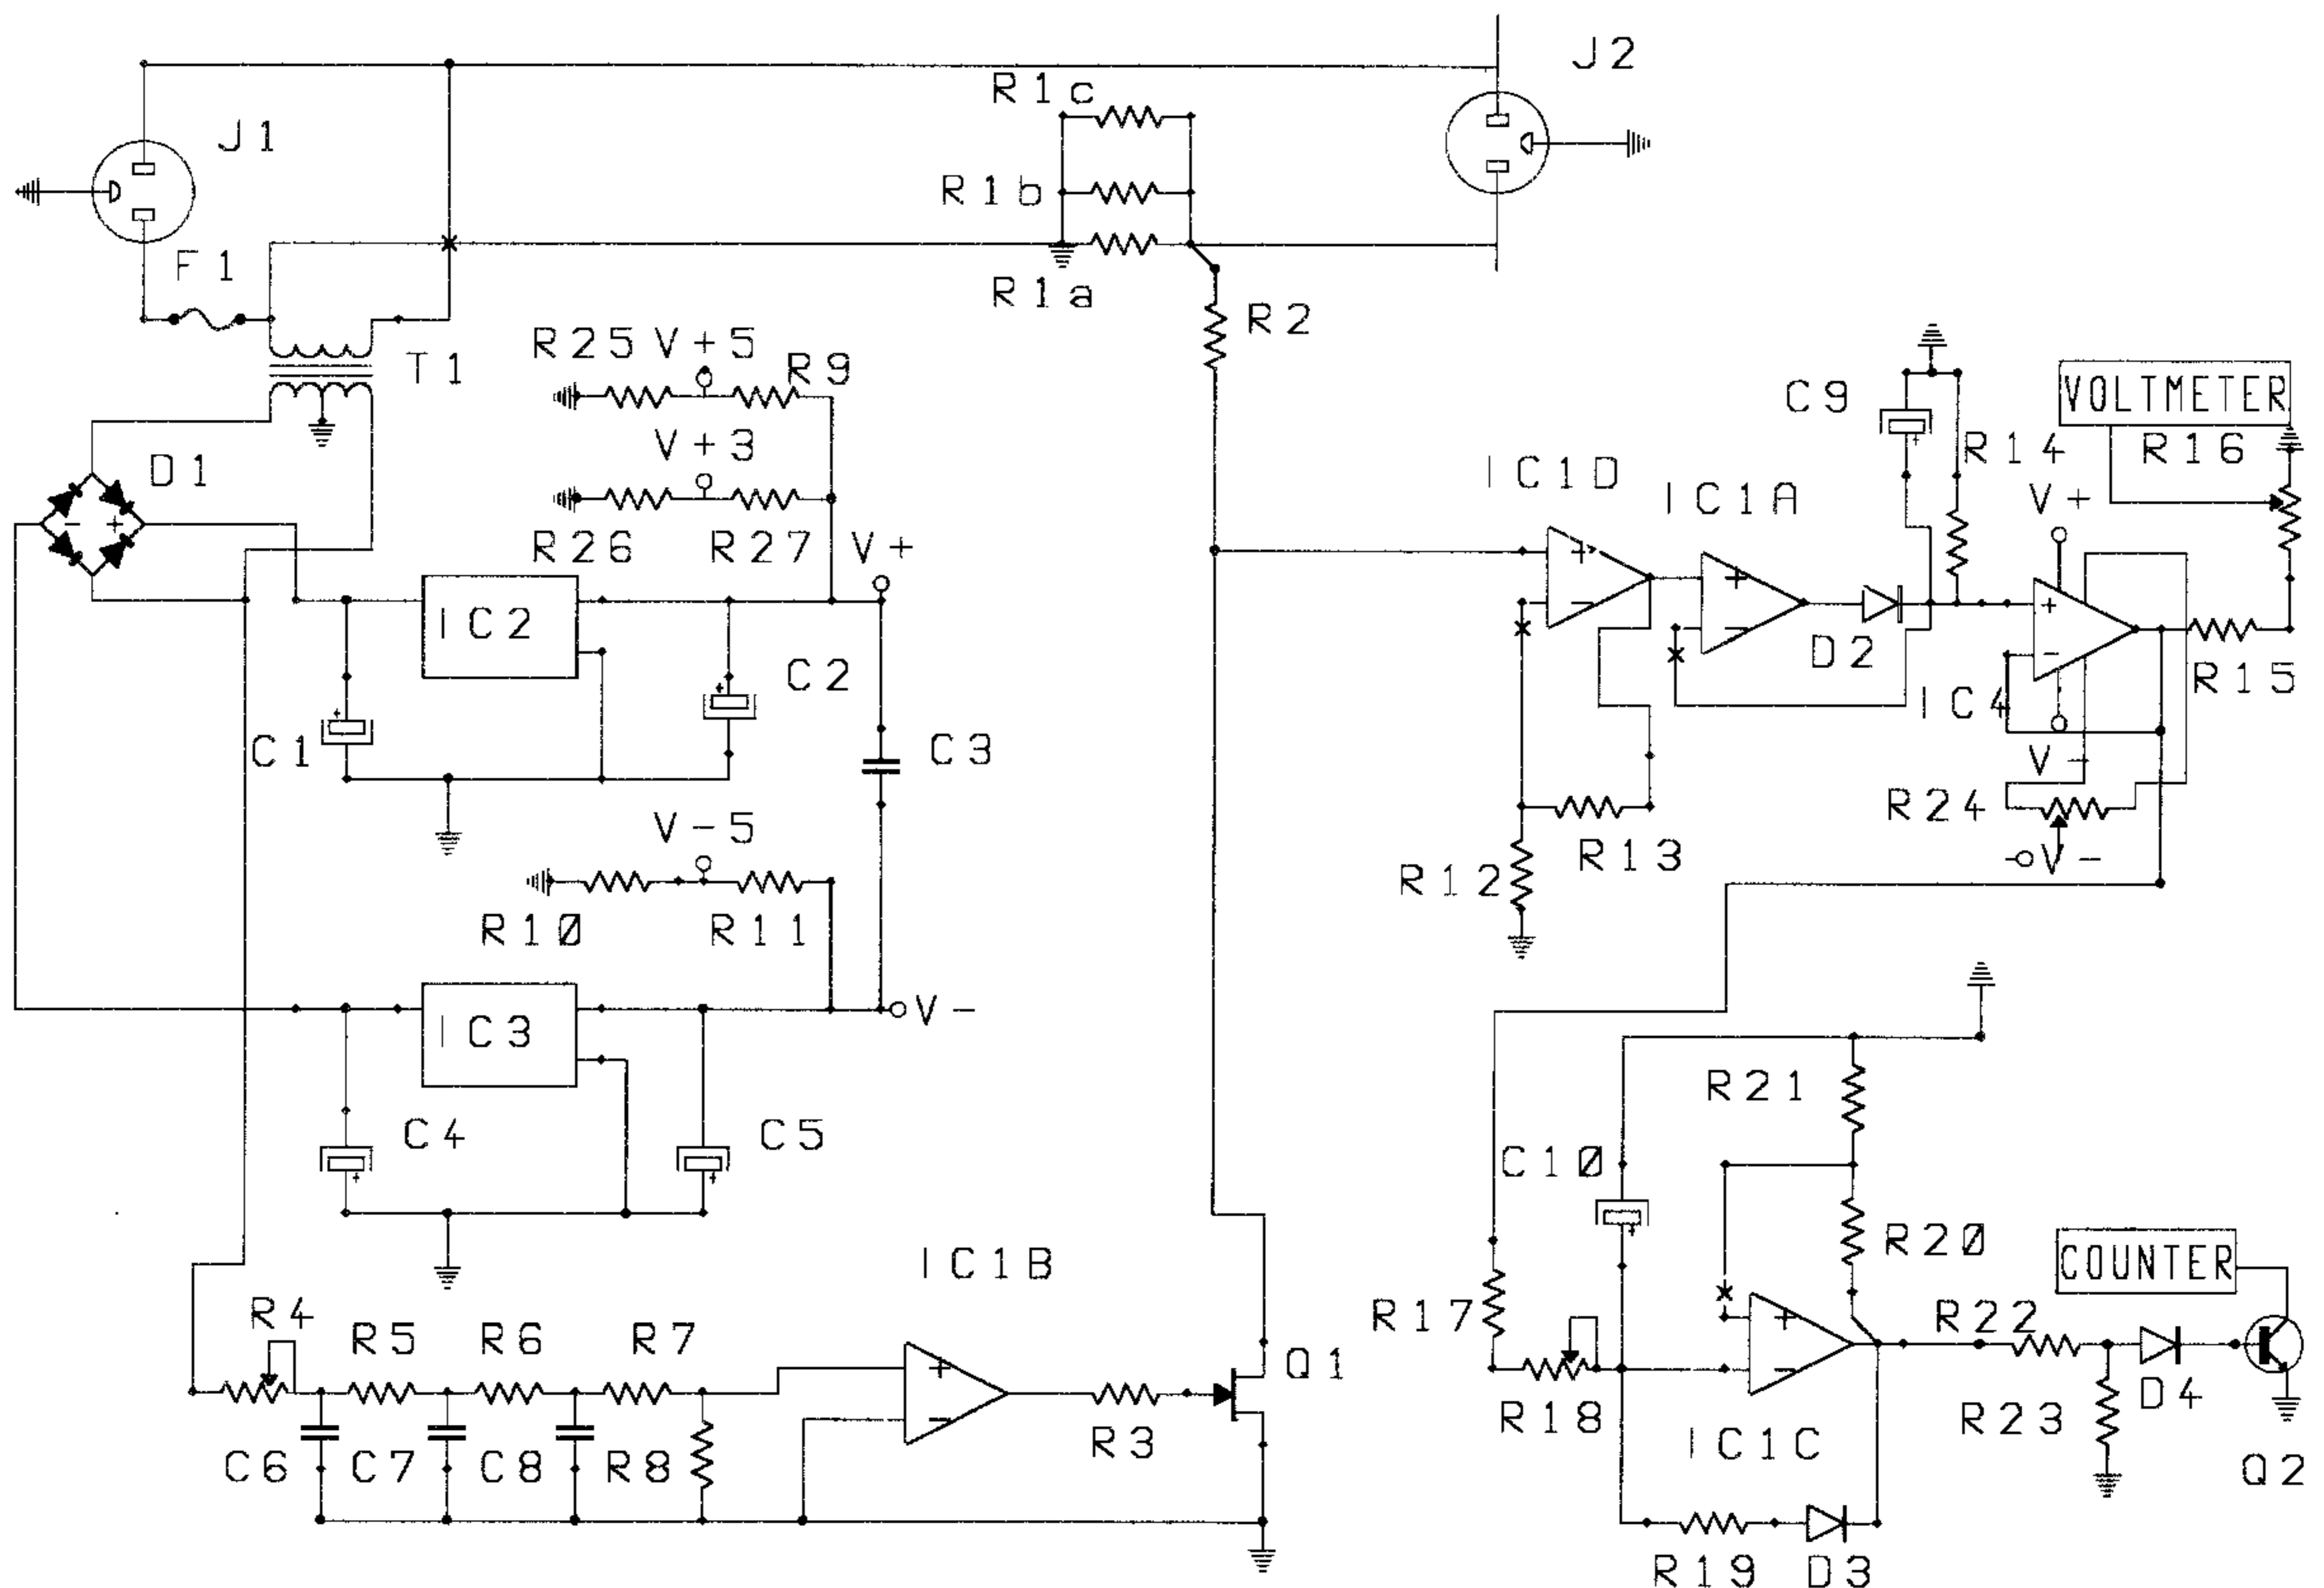 J2
R1c
J1
R1b
F1
R1a
R2
R25 V+5 R9
T1
VOLTMETER
C9
V+3
R14 R16
D1
IC1D
IC1A
V+
R26 R27 V+
- +
IC2
+ -
+ -
+ -
D2
C2
R15
IC4
C1
C3
V-
R24
V-5
R13
V-
R12
R10 R11
V-
IC3
R21
C4 C5
C10
IC1B
R20
COUNTER
R4
R17
R22
R5 R6 R7
Q1
+ -
+ -
D4
R18
R23
R3
IC1C
C6 C7 C8 R8
Q2
R19 D3